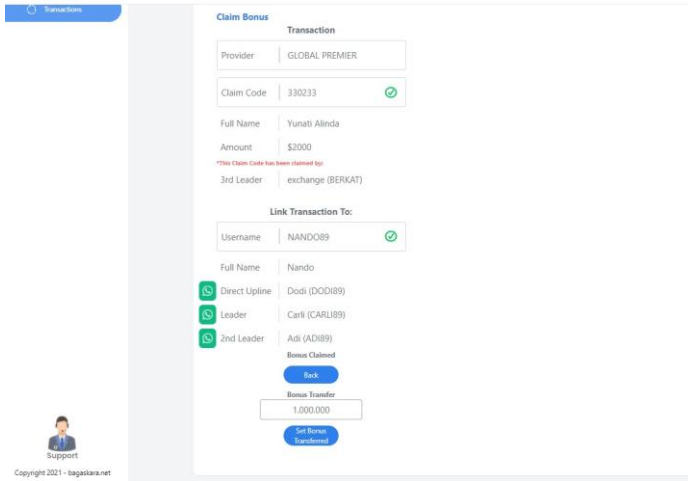 Transactions
Claim Bonus
Transaction
Provider GLOBAL PREMIER
Claim Code 330233
Full Name Yunati Alinda
Amount $2000
*This Claim Code has been claimed by:
3rd Leader exchange (BERKAT)
Link Transaction To:
Username NANDO89
Full Name Nando
Direct Upline Dodi (DODI89)
Leader Carli (CARLI89)
2nd Leader Adi (ADI89)
Bonus Claimed
Back
Bonus Transfer
1.000.000
Set Bonus
Transferred
Support
Copyright 2021 - bagaskara.net